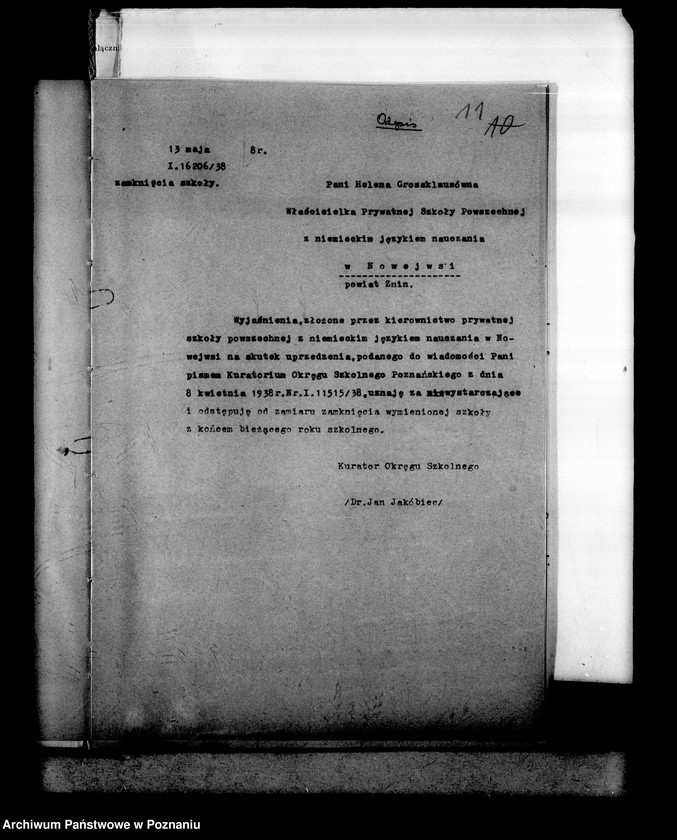 łączni
Odpis
11
10
13 maja 8r.
I.16206/38
zamknięcia szkoły.
Pani Helena Grossklausówna
Właścicielka Prywatnej Szkoły Powszechnej
z niemieckim językiem nauczania
w Nowejwsi
powiat Żnin.
Wyjaśnienia,złożone przez kierownictwo prywatnej
szkoły powszechnej z niemieckim językiem nauczania w No-
wejwsi na skutek uprzedzenia,podanego do wiadomości Pani
pismem Kuratorium Okręgu Szkolnego Poznańskiego z dnia
8 kwietnia 1938r.Nr.I.11515/38,uznaję za wystarczające
i odstępuję od zamiaru zamknięcia wymienionej szkoły
z końcem bieżącego roku szkolnego.
Kurator Okręgu Szkolnego
/Dr.Jan Jakóbiec/
Archiwum Państwowe w Poznaniu